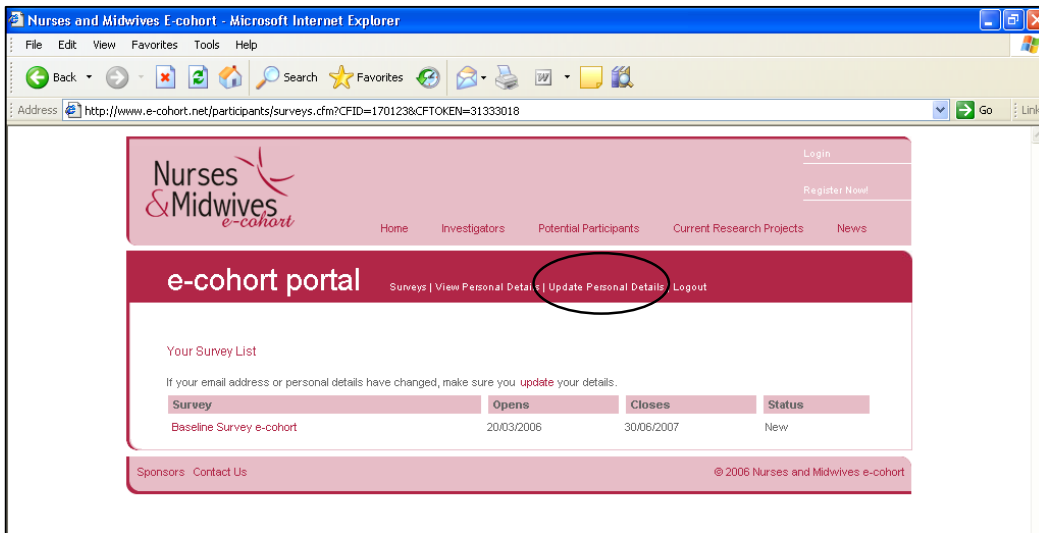 Nurses and Midwives E-cohort - Microsoft Internet Explorer
File Edit View Favorites Tools Help
Back Search Favorites
Address http://www.e-cohort.net/participants/surveys.cfm?CFID=170123&CFTOKEN=31333018 Go Link
Login
Nurses
&Midwives
e-cohort
Register Now!
Home Investigators Potential Participants Current Research Projects News
e-cohort portal Surveys | View Personal Details | Update Personal Details | Logout
Your Survey List
If your email address or personal details have changed, make sure you update your details.
Survey Opens Closes Status
Baseline Survey e-cohort 20/03/2006 30/06/2007 New
Sponsors Contact Us © 2006 Nurses and Midwives e-cohort